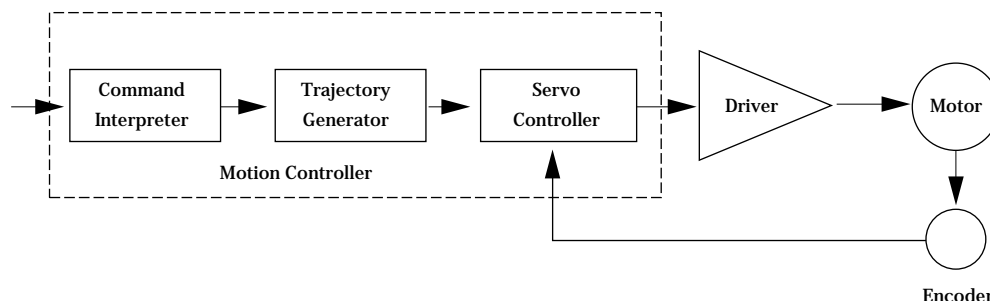 Command
Interpreter
Trajectory
Generator
Servo
Controller
Driver
Motor
Motion Controller
Encoder